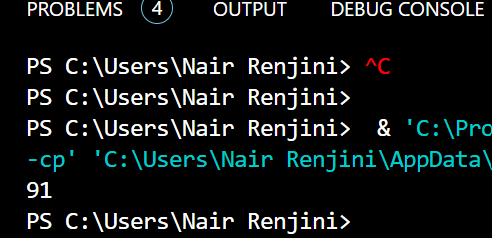 PROBLEMS 4 OUTPUT DEBUG CONSOLE
PS C:\Users\Nair Renjini> ^C
PS C:\Users\Nair Renjini>
PS C:\Users\Nair Renjini>  & 'C:\Pro
-cp' 'C:\Users\Nair Renjini\AppData\
91
PS C:\Users\Nair Renjini>